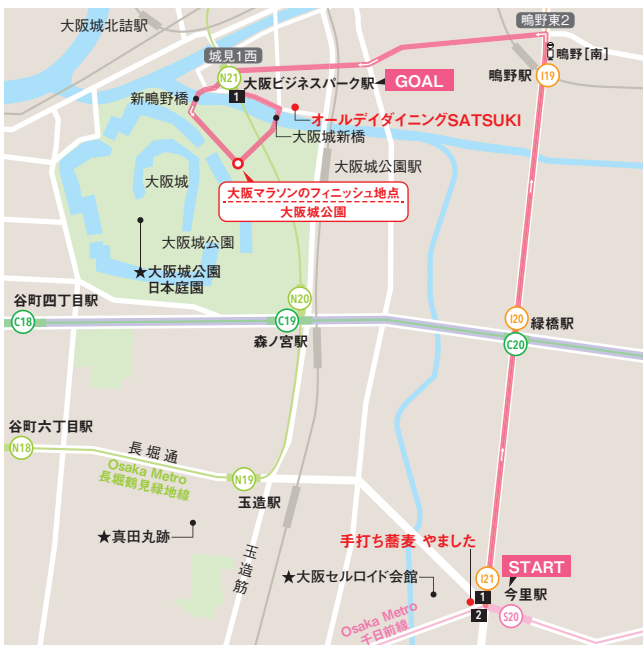 大阪城北詰駅
鴫野東2
城見1西
鴫野[南]
N21
大阪ビジネスパーク駅
GOAL
鴫野駅
I19
1
新鴫野橋
オールデイダイニングSATSUKI
大阪城新橋
大阪城公園駅
大阪城
大阪マラソンのフィニッシュ地点
大阪城公園
大阪城公園
★大阪城公園
日本庭園
谷町四丁目駅
N20
I20
C18
C19
緑橋駅
森ノ宮駅
C20
谷町六丁目駅
N18
長堀通
Osaka Metro
長堀鶴見緑地線
N19
玉造駅
★真田丸跡
手打ち蕎麦 やました
玉造筋
★大阪セルロイド会館
I21
START
1
今里駅
2
S20
Osaka Metro
千日前線